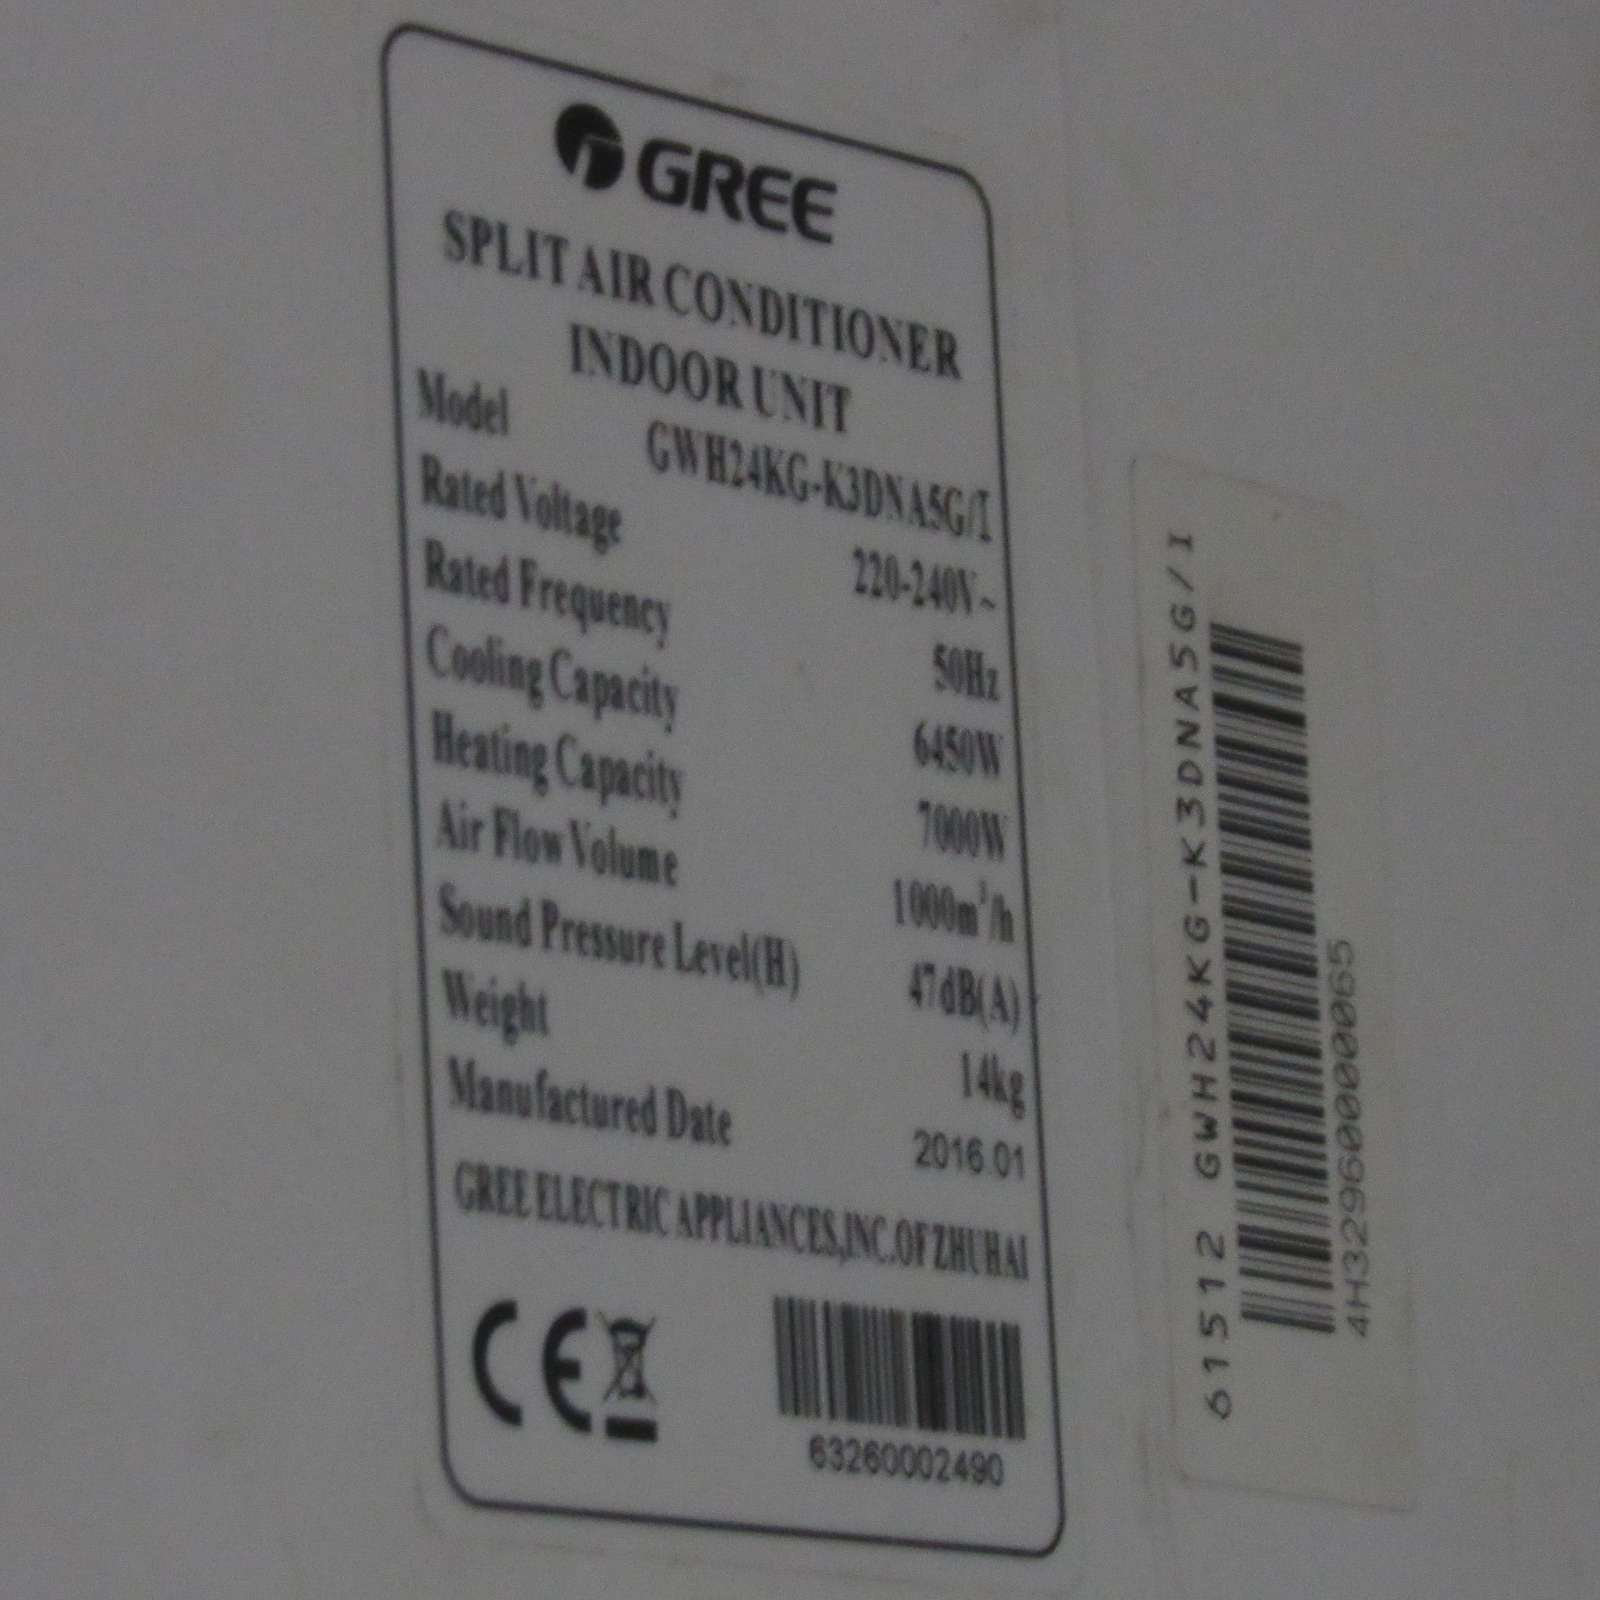 GREE
SPLIT AIR CONDITIONER
INDOOR UNIT
Model GWH24KG-K3DNA5G/I
Rated Voltage 220-240V~
Rated Frequency 50Hz
Cooling Capacity 6450W
Heating Capacity 7000W
Air Flow Volume 1000m³/h
Sound Pressure Level(H) 47dB(A)
Weight 14kg
Manufactured Date 2016.01
GREE ELECTRIC APPLIANCES,INC.OF ZHUHAI
CE
63260002490
61512 GWH24KG-K3DNA5G/I
4H32960000065